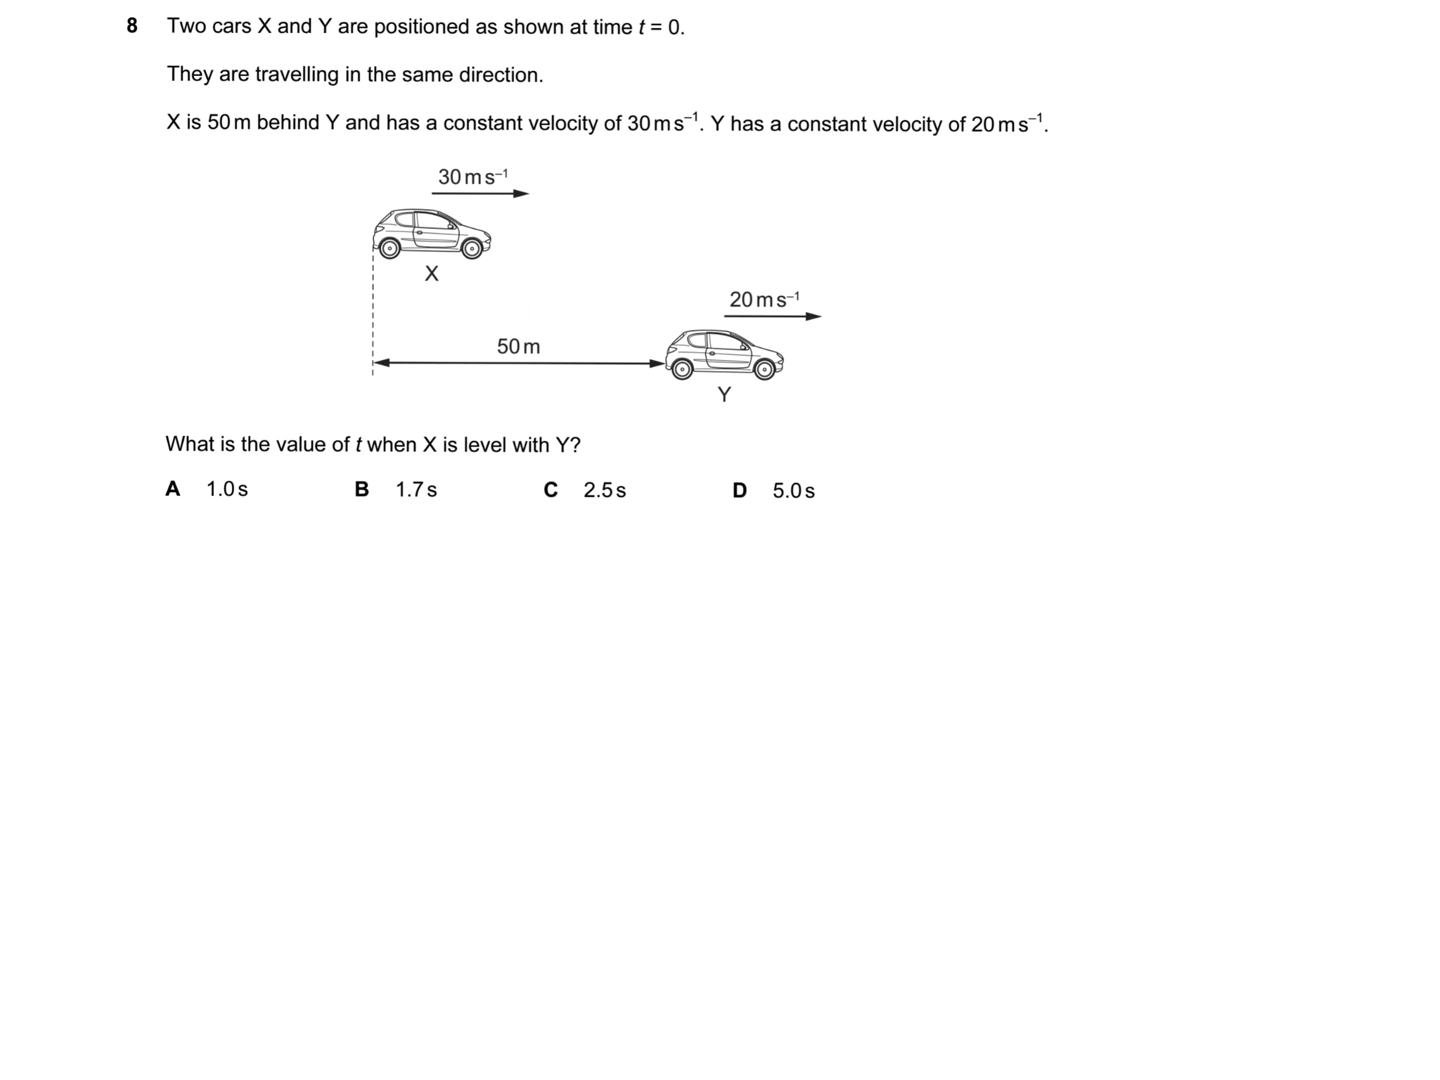 8 Two cars X and Y are positioned as shown at time t = 0.
They are travelling in the same direction.
X is 50 m behind Y and has a constant velocity of 30 m s⁻¹. Y has a constant velocity of 20 m s⁻¹.
30 m s⁻¹
X
20 m s⁻¹
50 m
Y
What is the value of t when X is level with Y?
A 1.0 s B 1.7 s C 2.5 s D 5.0 s